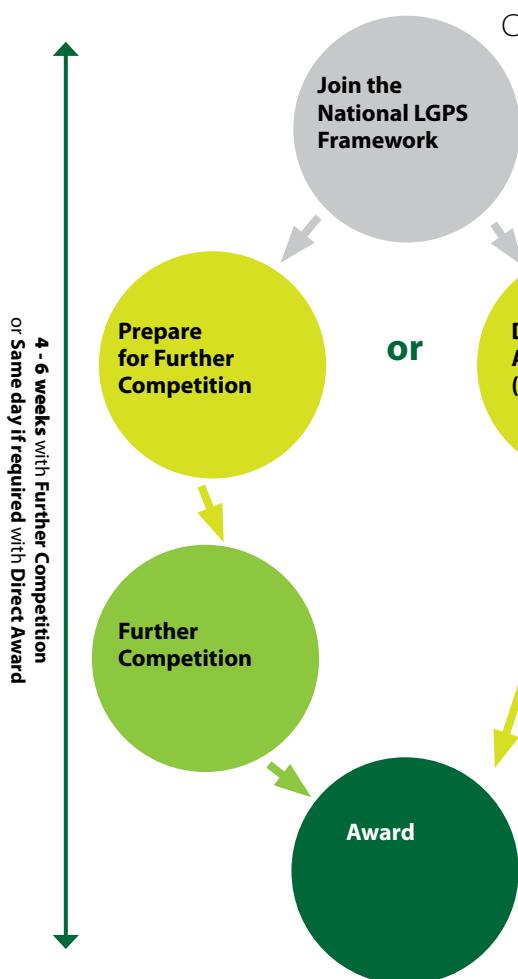 Join the
National LGPS
Framework
Prepare
for Further
Competition
or
Further
Competition
Award
4 - 6 weeks with Further Competition
or Same day if required with Direct Award